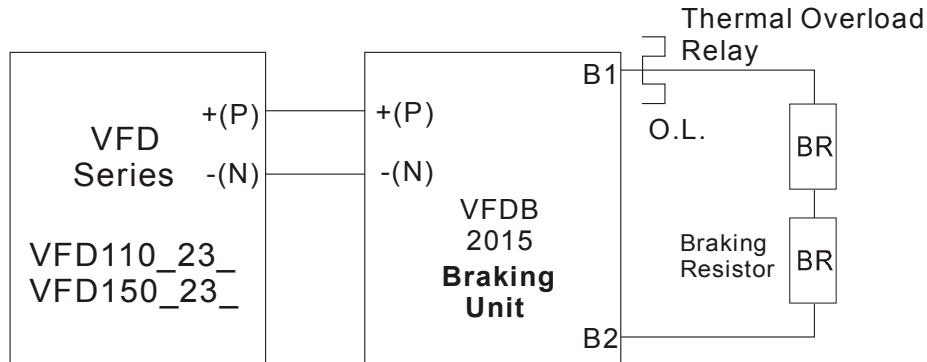 Thermal Overload
Relay
O.L.
VFD
Series
+(P)
-(N)
VFD110_23_
VFD150_23_
+(P)
-(N)
VFDB
2015
Braking
Unit
B1
B2
BR
Braking
Resistor
BR